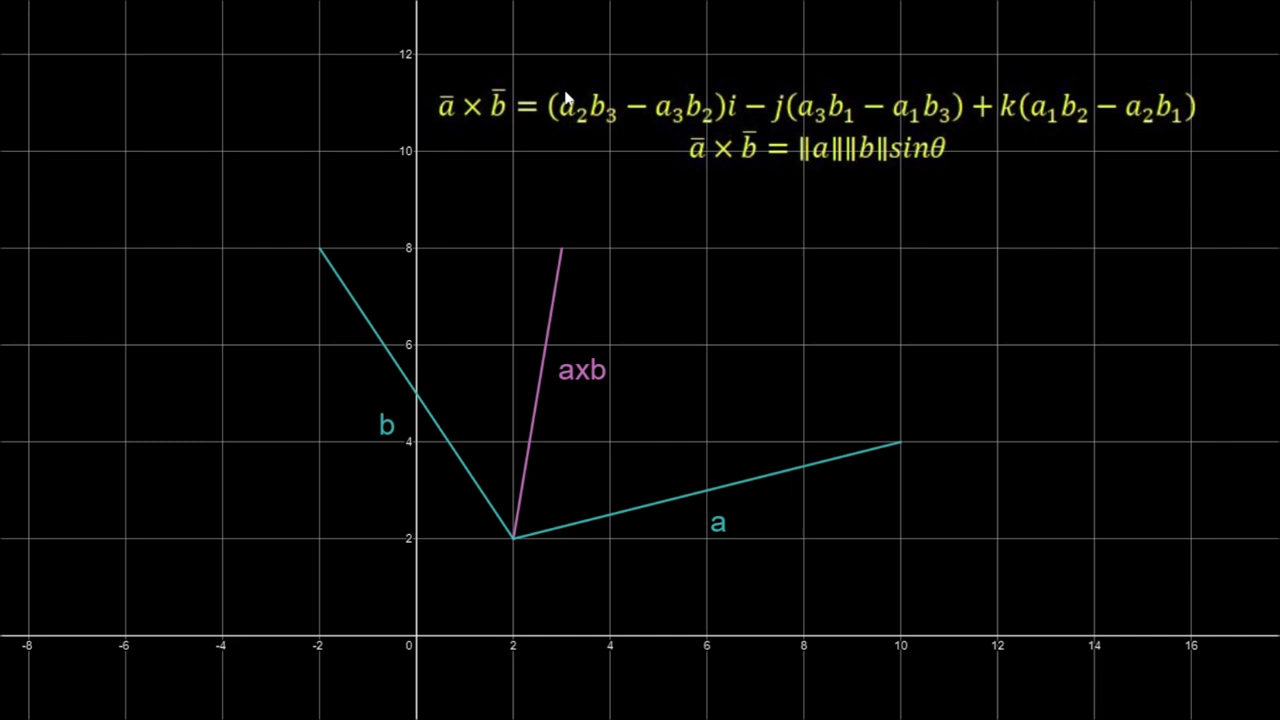 12
a̅ × b̅ = (a₂b₃ − a₃b₂)i − j(a₃b₁ − a₁b₃) + k(a₁b₂ − a₂b₁)
10
a̅ × b̅ = ‖a‖‖b‖sinθ
8
6
axb
b
4
a
2
-8 -6 -4 -2 0 2 4 6 8 10 12 14 16